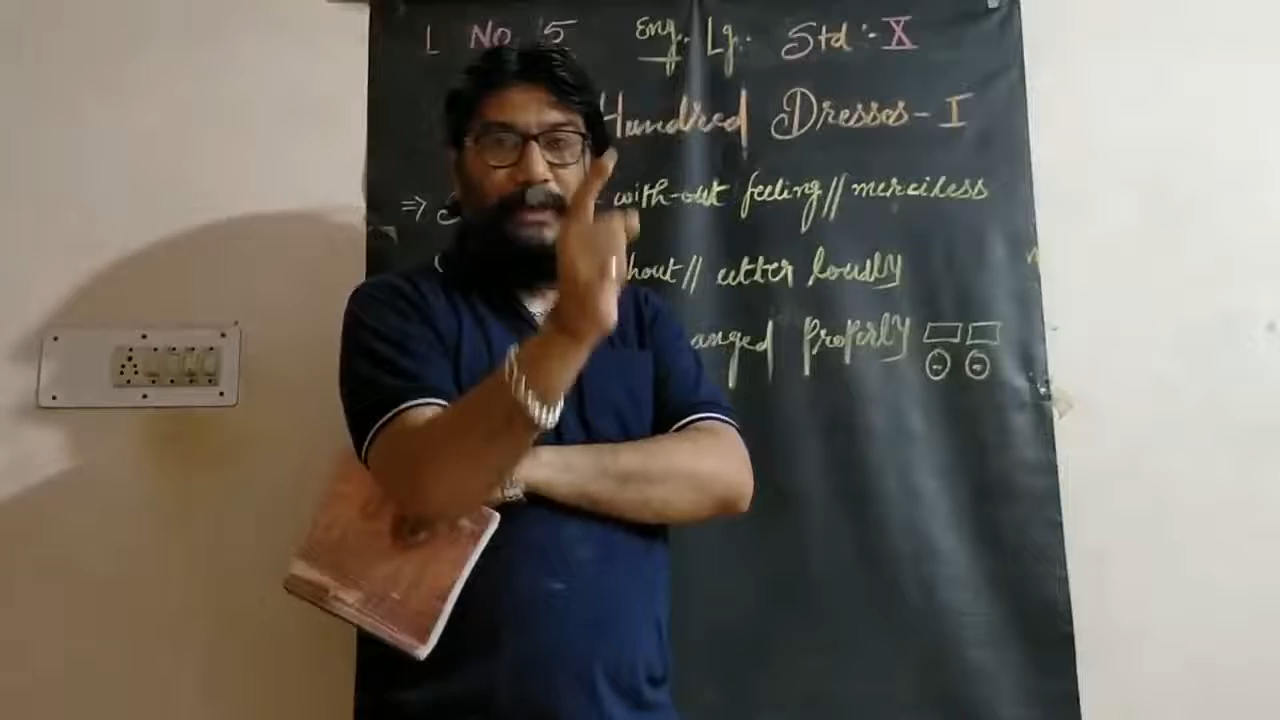 L No 5 Eng. Lg. Std :- X
Hundred Dresses - I
⇒ with-out feeling // merciless
hout // utter loudly
anged properly